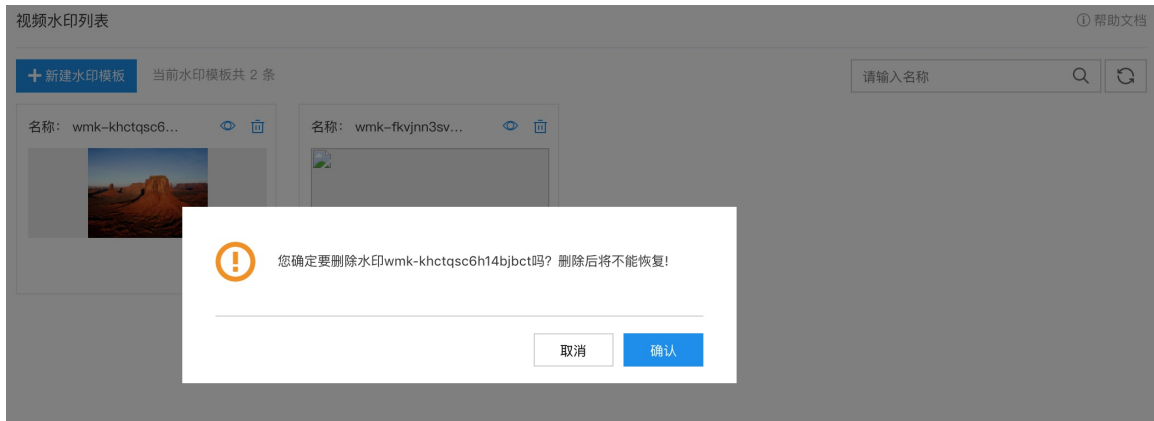 视频水印列表
帮助文档
新建水印模板
当前水印模板共 2 条
请输入名称
名称： wmk-khctqsc6...
名称： wmk-fkvjnn3sv...
您确定要删除水印wmk-khctqsc6h14bjbct吗？删除后将不能恢复!
取消
确认